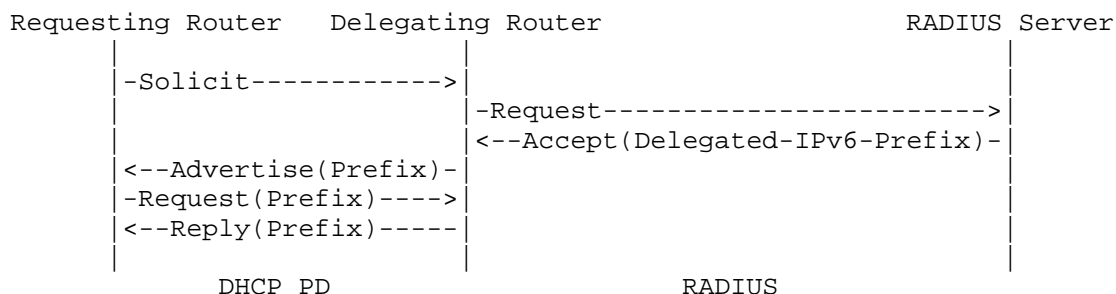 Requesting Router   Delegating Router                   RADIUS Server
       |                      |                                  |
       |-Solicit------------->|                                  |
       |                      |-Request------------------------>|
       |                      |<--Accept(Delegated-IPv6-Prefix)-|
       |<--Advertise(Prefix)-|                                  |
       |-Request(Prefix)---->|                                  |
       |<--Reply(Prefix)-----|                                  |
       |                      |                                  |
             DHCP PD                      RADIUS